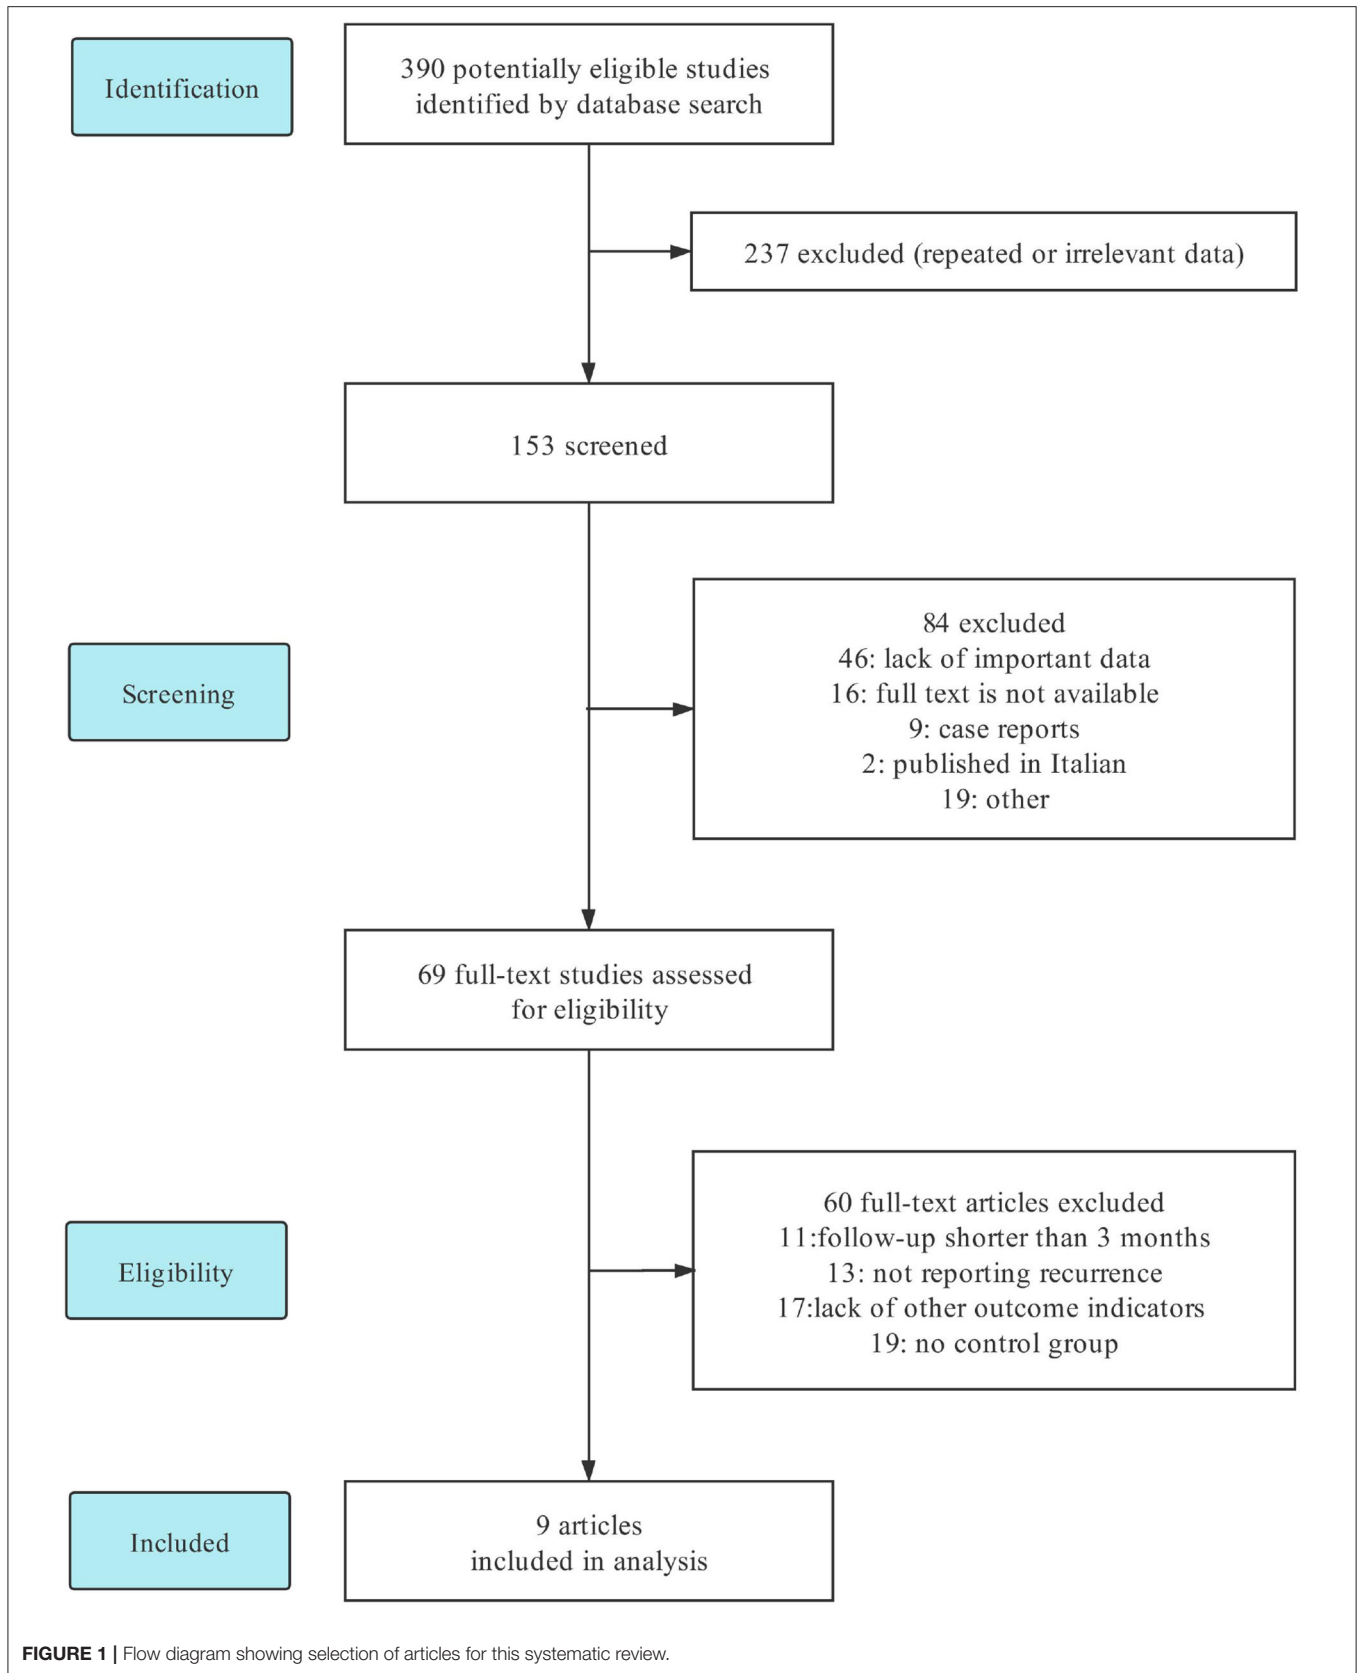 Identification
390 potentially eligible studies
identified by database search
237 excluded (repeated or irrelevant data)
153 screened
Screening
84 excluded
46: lack of important data
16: full text is not available
9: case reports
2: published in Italian
19: other
69 full-text studies assessed
for eligibility
Eligibility
60 full-text articles excluded
11:follow-up shorter than 3 months
13: not reporting recurrence
17:lack of other outcome indicators
19: no control group
Included
9 articles
included in analysis
FIGURE 1 | Flow diagram showing selection of articles for this systematic review.